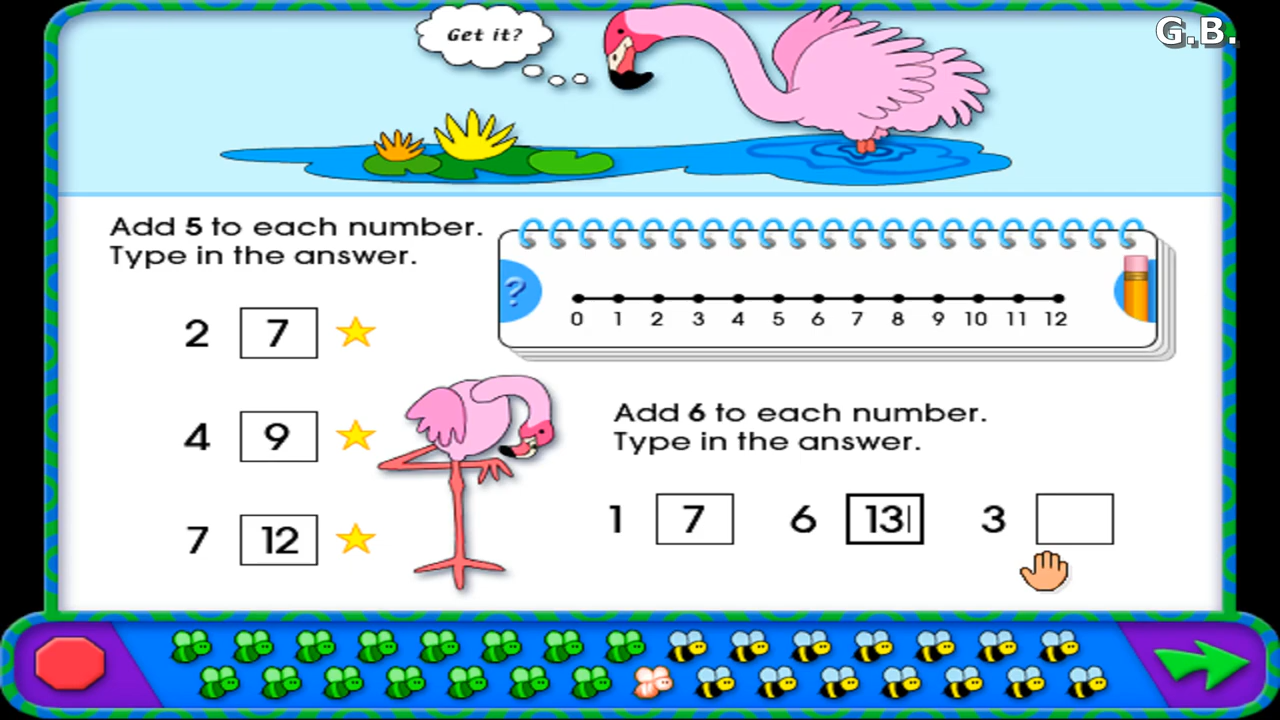 Get it?
G.B.
Add 5 to each number.
Type in the answer.
?
0 1 2 3 4 5 6 7 8 9 10 11 12
2 7
4 9
7 12
Add 6 to each number.
Type in the answer.
1 7 6 13 3